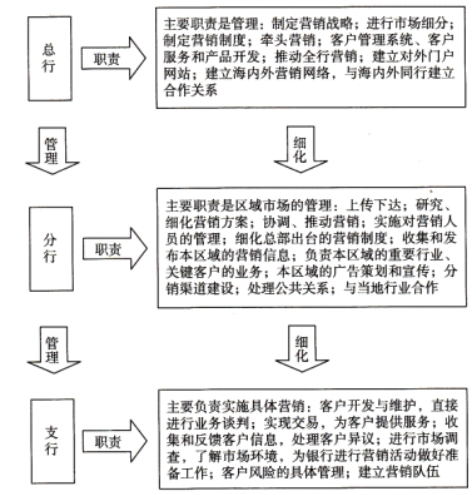 总行
职责
主要职责是管理：制定营销战略；进行市场细分；
制定营销制度；牵头营销；客户管理系统、客户
服务和产品开发；推动全行营销；建立对外门户
网站；建立海内外营销网络，与海内外同行建立
合作关系
管理
细化
分行
职责
主要职责是区域市场的管理：上传下达；研究、
细化营销方案；协调、推动营销；实施对营销
人员的管理；细化总部出台的营销制度；收集和发
布本区域的营销信息；负责本区域的重要行业、
关键客户的业务；本区域的广告策划和宣传；分
销渠道建设；处理公共关系；与当地行业合作
管理
细化
支行
职责
主要负责实施具体营销：客户开发与维护，直接
进行业务谈判；实现交易，为客户提供服务；收
集和反馈客户信息，处理客户异议；进行市场调
查，了解市场环境，为银行进行营销活动做好准
备工作；客户风险的具体管理；建立营销队伍